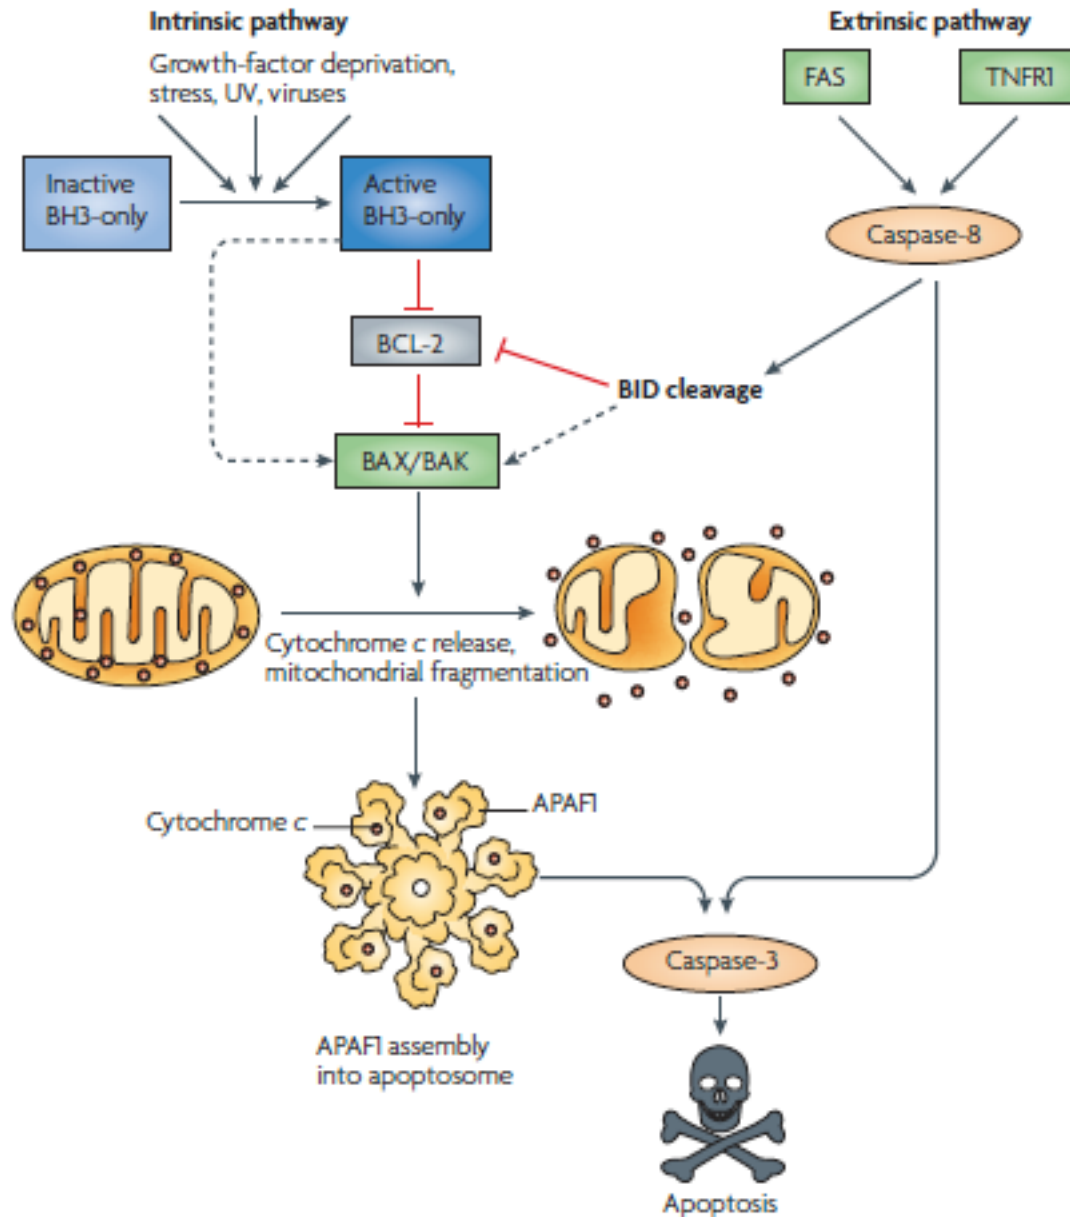 Intrinsic pathway
Extrinsic pathway
Growth-factor deprivation,
stress, UV, viruses
FAS
TNFR1
Inactive
BH3-only
Active
BH3-only
Caspase-8
BCL-2
BID cleavage
BAX/BAK
Cytochrome c release,
mitochondrial fragmentation
Cytochrome c
APAF1
Caspase-3
APAF1 assembly
into apoptosome
Apoptosis